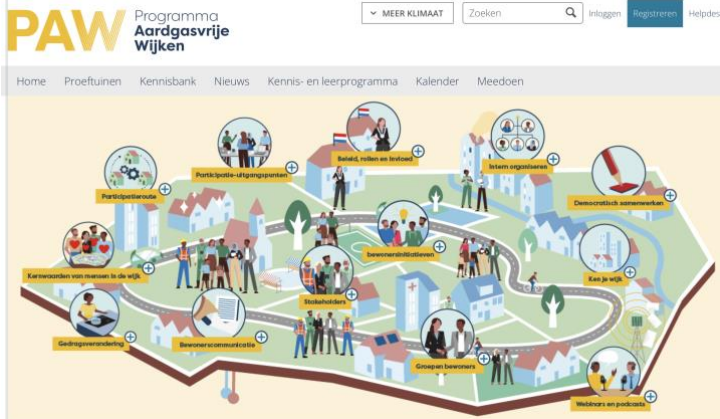 PAW Programma
Aardgasvrije
Wijken
MEER KLIMAAT
Zoeken
Inloggen
Registreren
Helpdes
Home Proeftuinen Kennisbank Nieuws Kennis- en leerprogramma Kalender Meedoen
Beleid, rollen en invloed
Participatie-uitgangspunten
Intern organiseren
Participatieroute
Democratisch samenwerken
bewonersinitiatieven
Kernwaarden van mensen in de wijk
Ken je wijk
Stakeholders
Gedragsverandering
Bewonerscommunicatie
Groepen bewoners
Webinars en podcasts